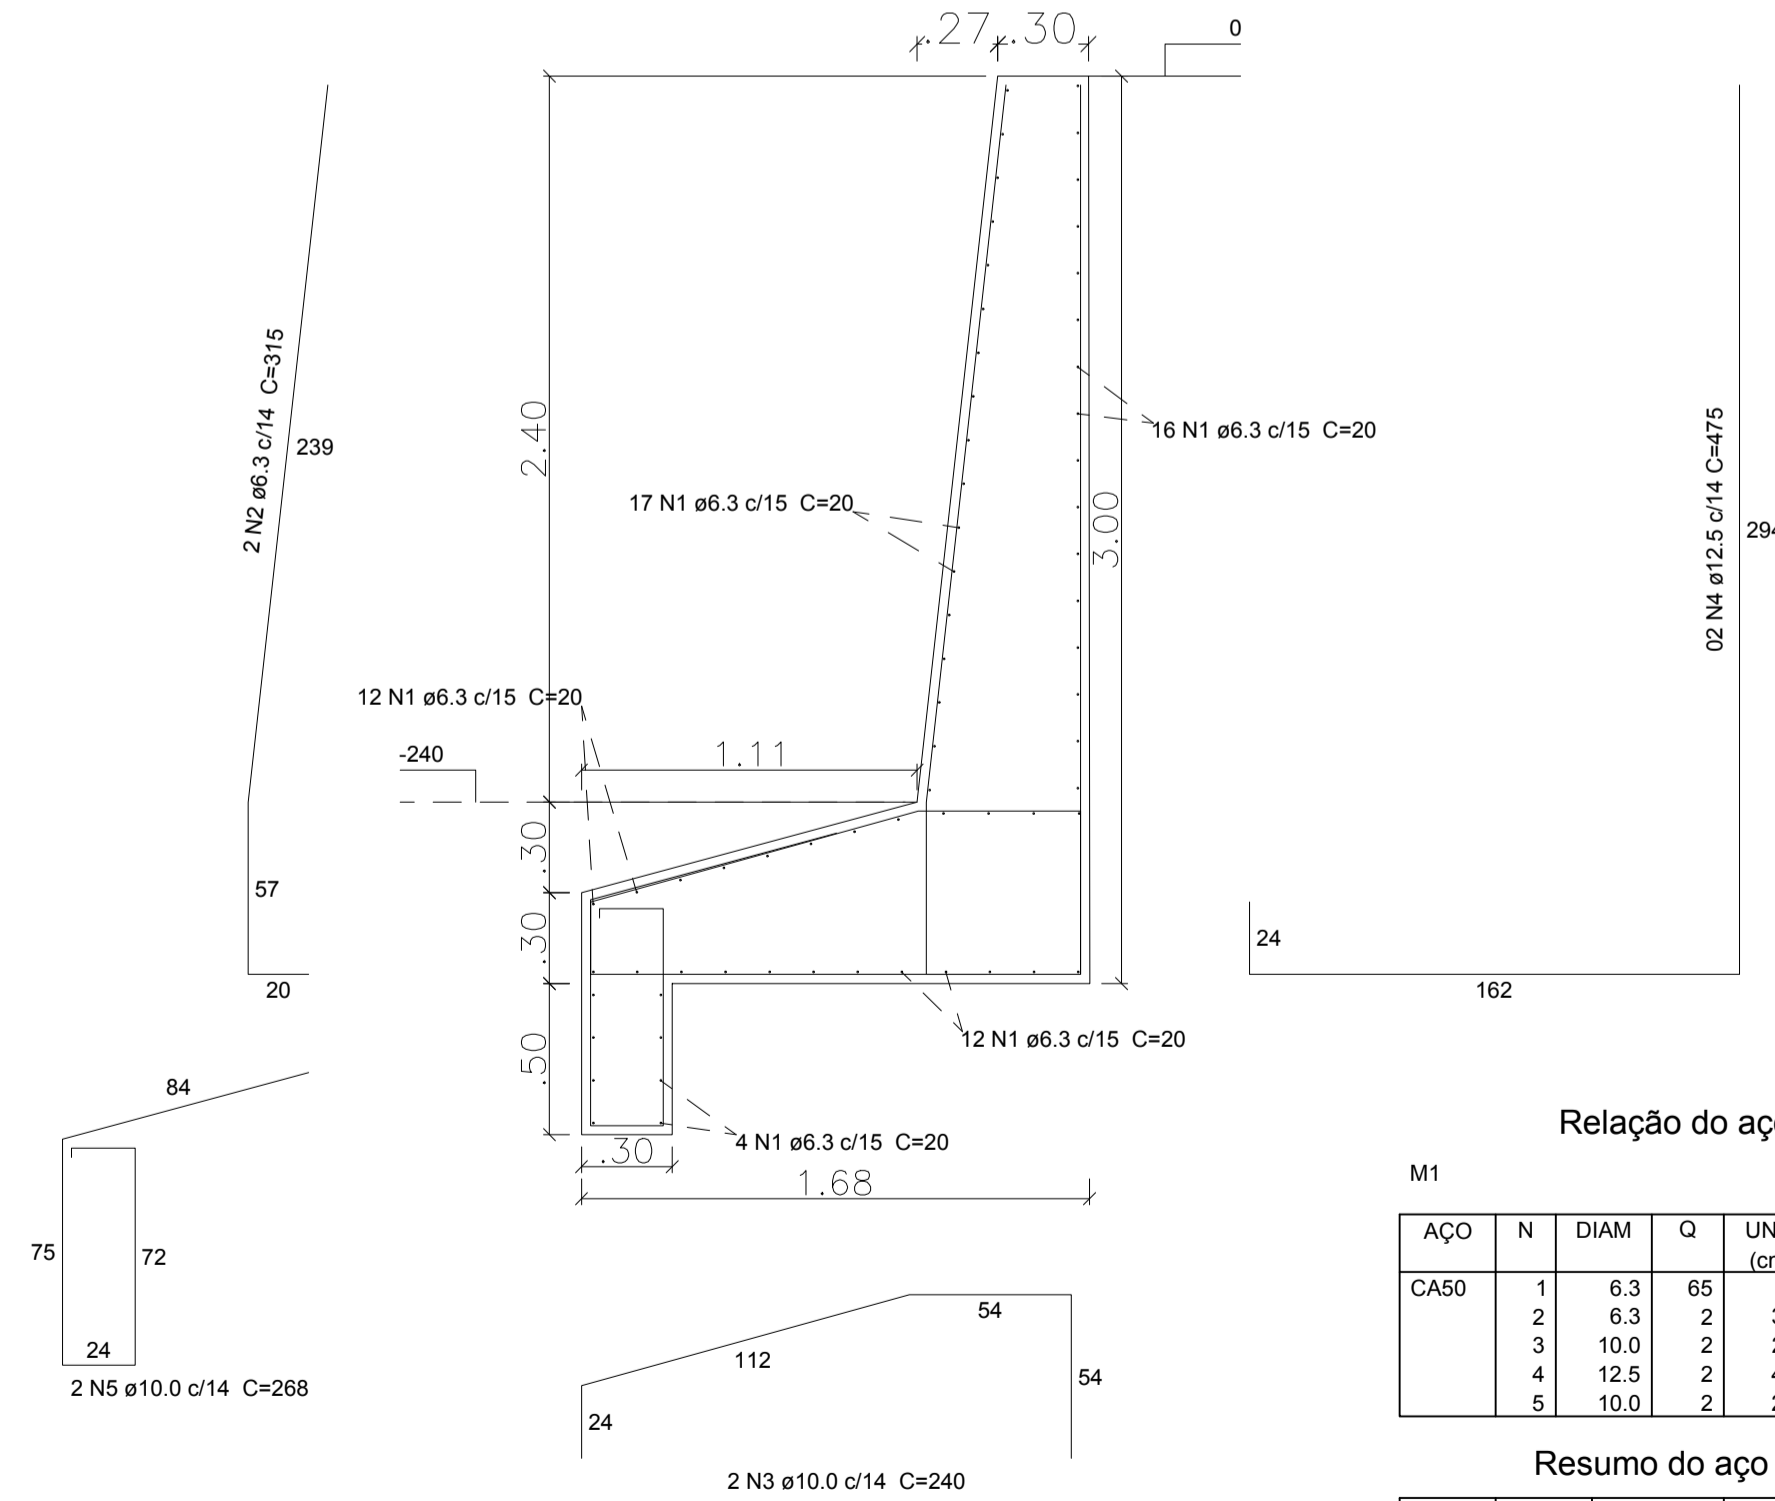 .27 .30
0
2 N2 ø6.3 c/14 C=315
239
2.40
16 N1 ø6.3 c/15 C=20
17 N1 ø6.3 c/15 C=20
3.00
02 N4 ø12.5 c/14 C=475
294
12 N1 ø6.3 c/15 C=20
-240
1.11
.30
57
.30
24
20
162
.50
12 N1 ø6.3 c/15 C=20
84
4 N1 ø6.3 c/15 C=20
.30
1.68
75
72
24
2 N5 ø10.0 c/14 C=268
54
112
54
24
2 N3 ø10.0 c/14 C=240
Relação do aç
M1
AÇO N DIAM Q UN
(c
CA50 1 6.3 65
2 6.3 2
3 10.0 2
4 12.5 2
5 10.0 2
Resumo do aço